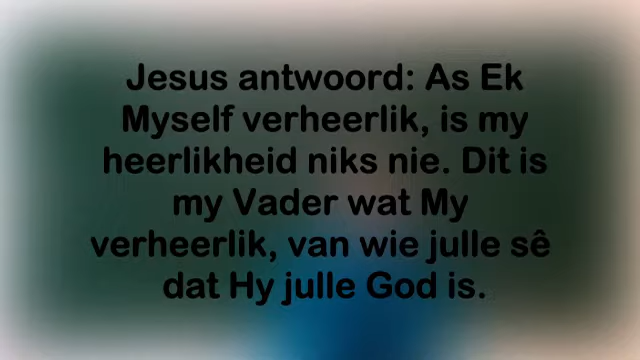 Jesus antwoord: As Ek
Myself verheerlik, is my
heerlikheid niks nie. Dit is
my Vader wat My
verheerlik, van wie julle sê
dat Hy julle God is.